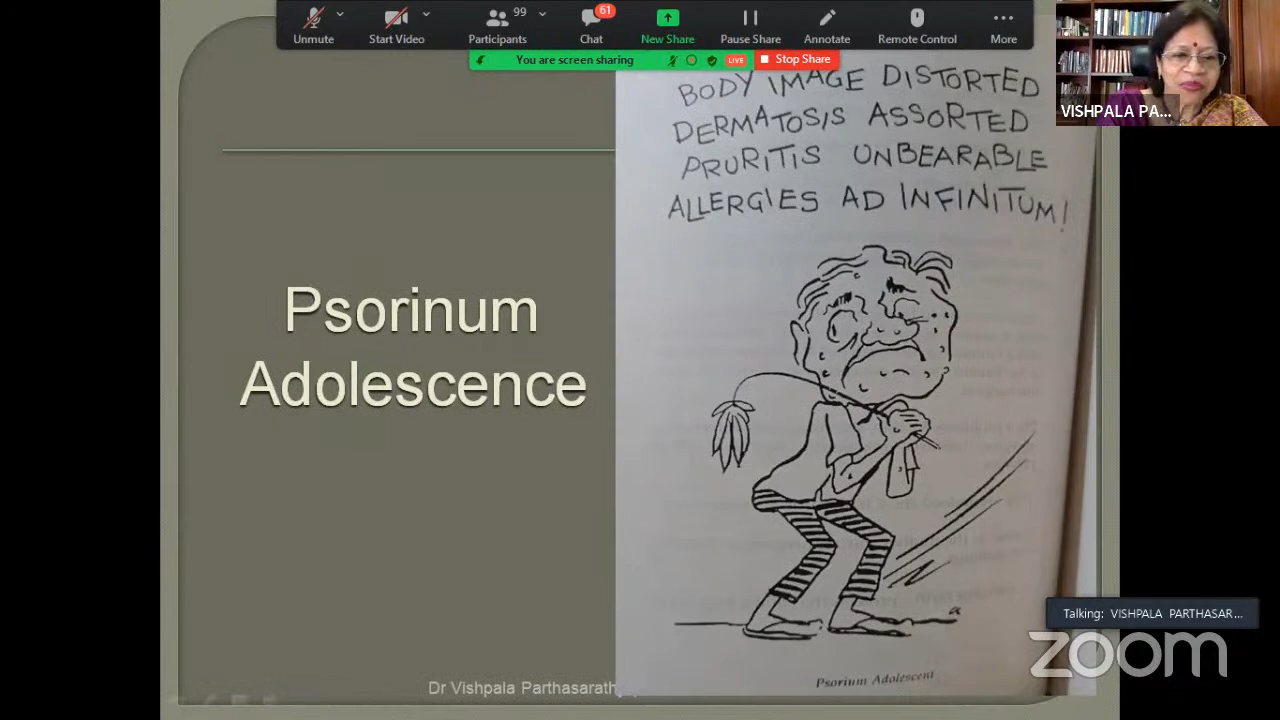 Unmute
Start Video
Participants
99
Chat
61
New Share
Pause Share
Annotate
Remote Control
More
You are screen sharing
LIVE
Stop Share
VISHPALA PA...
BODY IMAGE DISTORTED
DERMATOSIS ASSORTED
PRURITIS UNBEARABLE
ALLERGIES AD INFINITUM!
Psorinum
Adolescence
Talking: VISHPALA PARTHASAR...
zoom
Dr Vishpala Parthasarathy
Psorium Adolescent